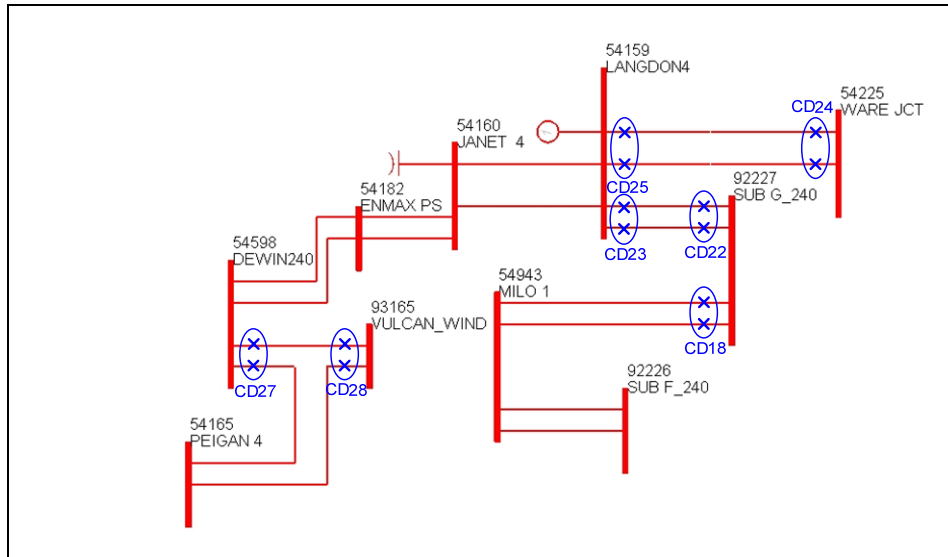 54159
LANGDON4
54225
WARE JCT
CD24
54160
JANET 4
CD25
92227
SUB G_240
54182
ENMAX PS
CD23
CD22
54598
DEWIN240
54943
MILO 1
93165
VULCAN_WIND
CD18
CD27
CD28
92226
SUB F_240
54165
PEIGAN 4